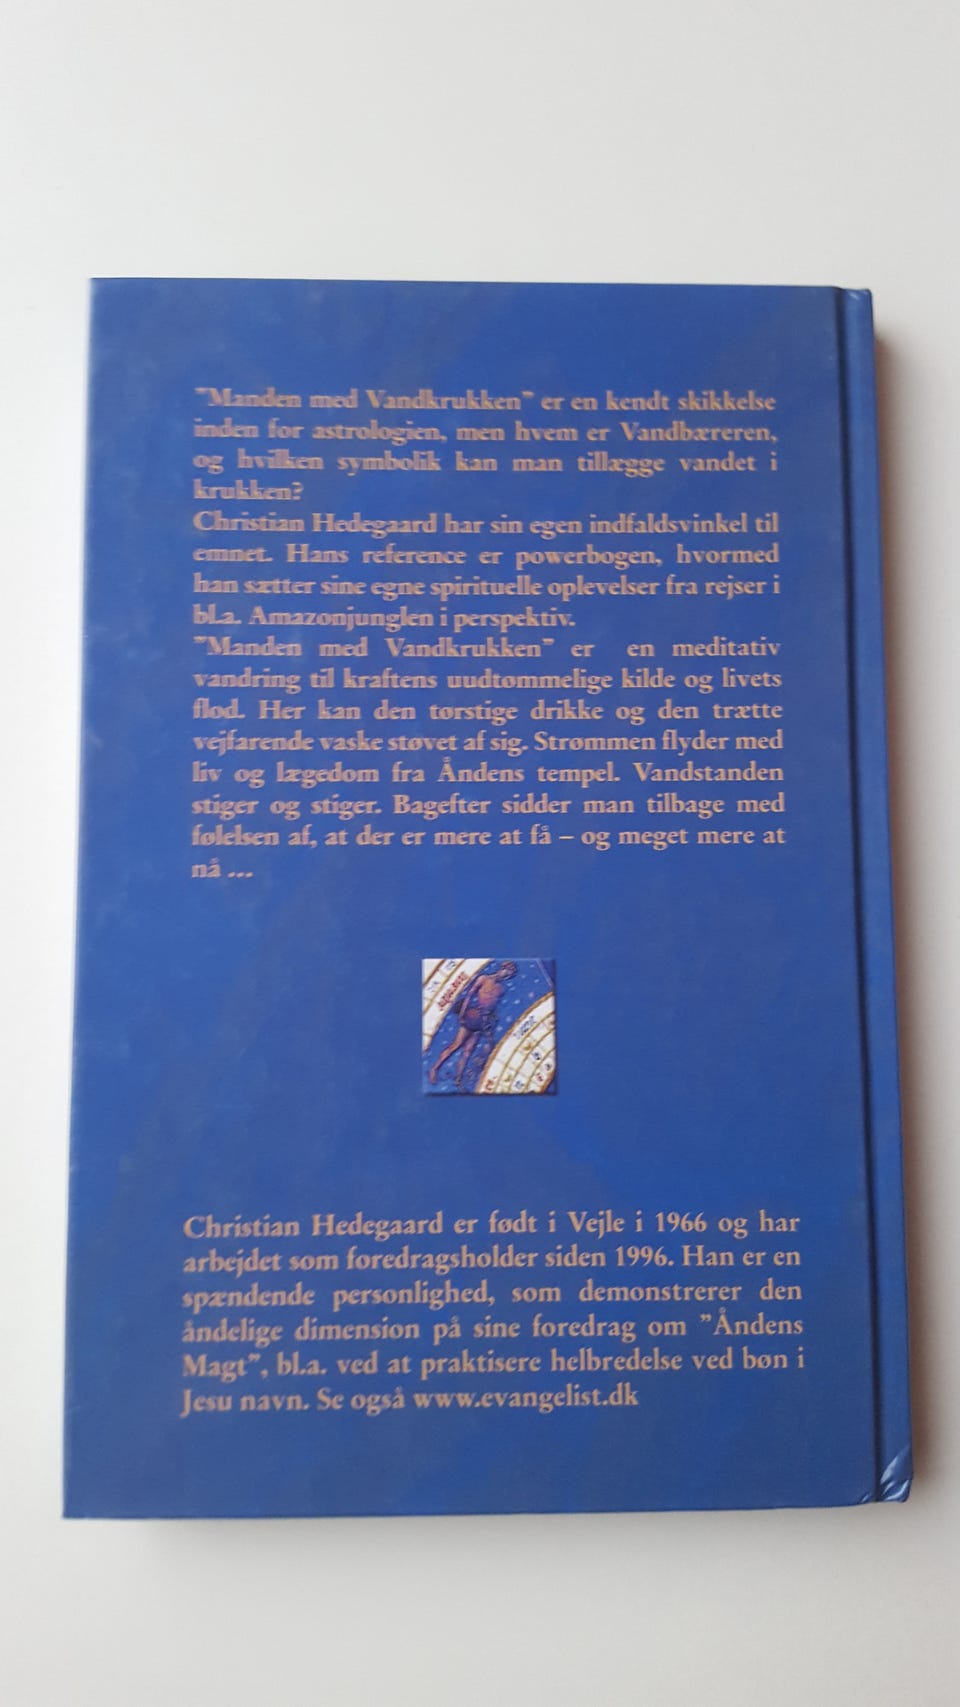 ”Manden med Vandkrukken” er en kendt skikkelse
inden for astrologien, men hvem er Vandbæreren,
og hvilken symbolik kan man tillægge vandet i
krukken?
Christian Hedegaard har sin egen indfaldsvinkel til
emnet. Hans reference er powerbogen, hvormed
han sætter sine egne spirituelle oplevelser fra rejser i
bl.a. Amazonjunglen i perspektiv.
”Manden med Vandkrukken” er en meditativ
vandring til kraftens uudtømmelige kilde og livets
flod. Her kan den tørstige drikke og den trætte
vejfarende vaske støvet af sig. Strømmen flyder med
liv og lægedom fra Åndens tempel. Vandstanden
stiger og stiger. Bagefter sidder man tilbage med
følelsen af, at der er mere at få – og meget mere at
nå ...
Christian Hedegaard er født i Vejle i 1966 og har
arbejdet som foredragsholder siden 1996. Han er en
spændende personlighed, som demonstrerer den
åndelige dimension på sine foredrag om ”Åndens
Magt”, bl.a. ved at praktisere helbredelse ved bøn i
Jesu navn. Se også www.evangelist.dk